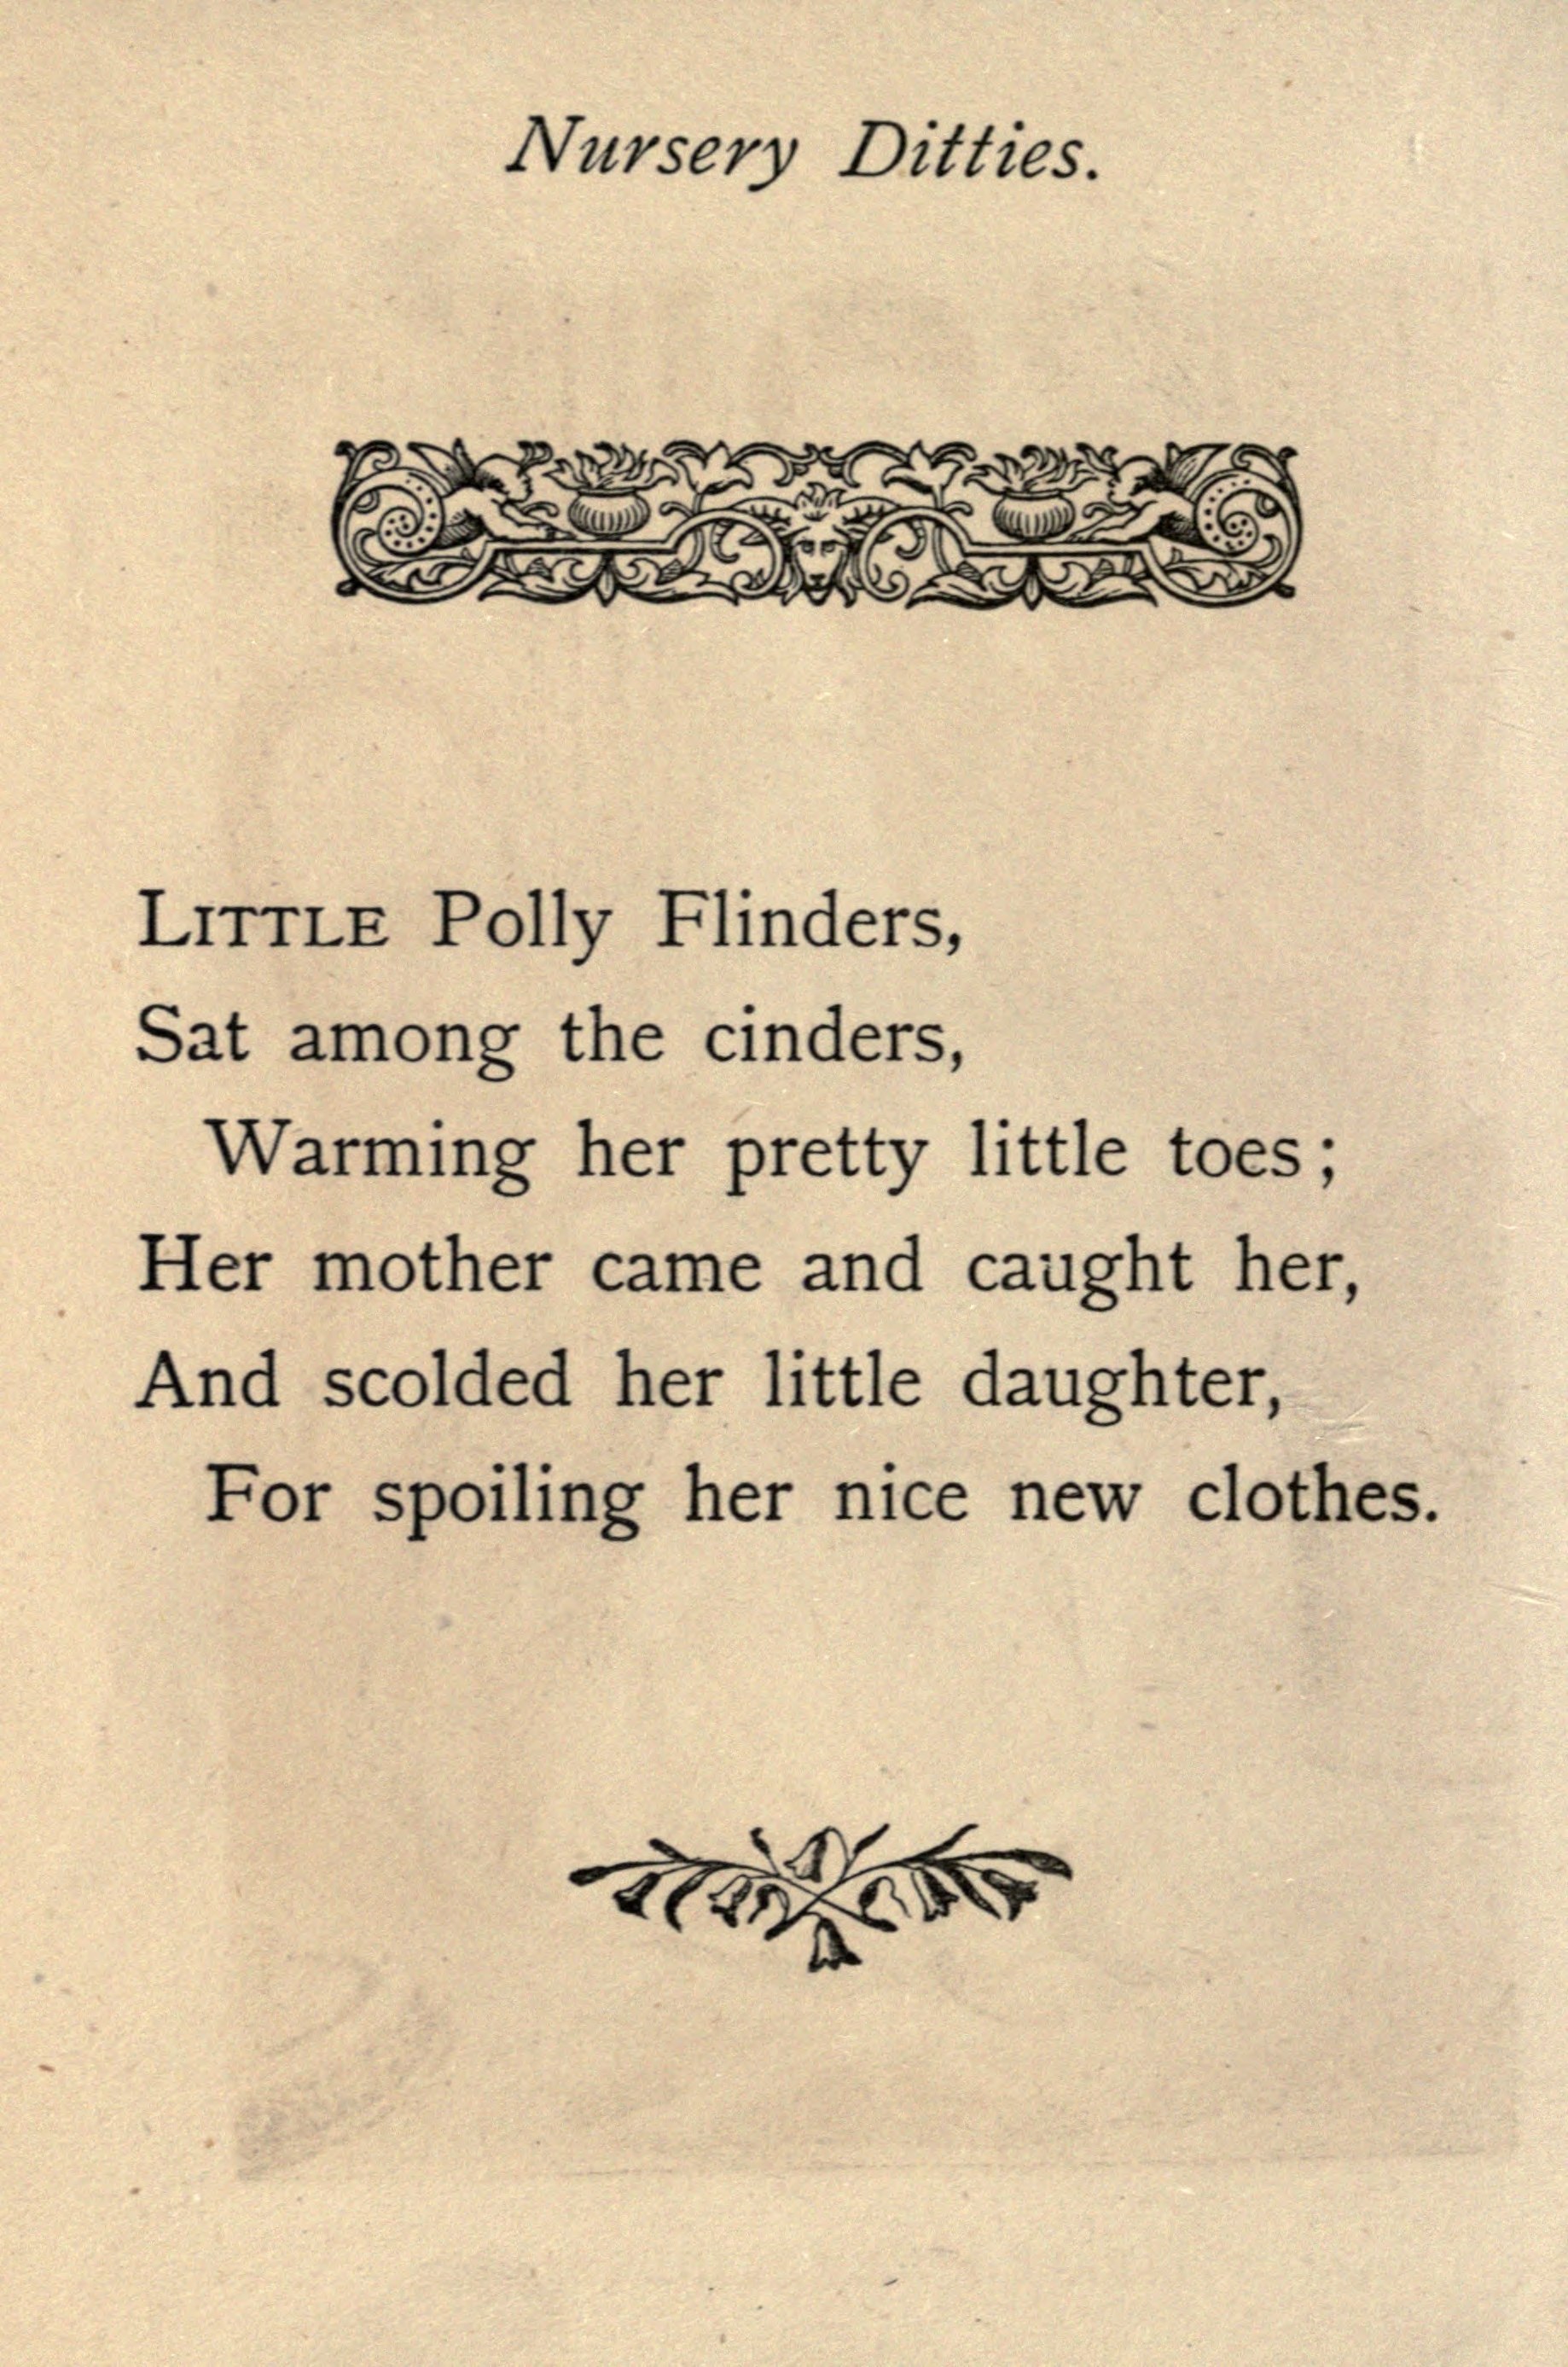 Nursery Ditties.
LITTLE Polly Flinders,
Sat among the cinders,
Warming her pretty little toes;
Her mother came and caught her,
And scolded her little daughter,
For spoiling her nice new clothes.